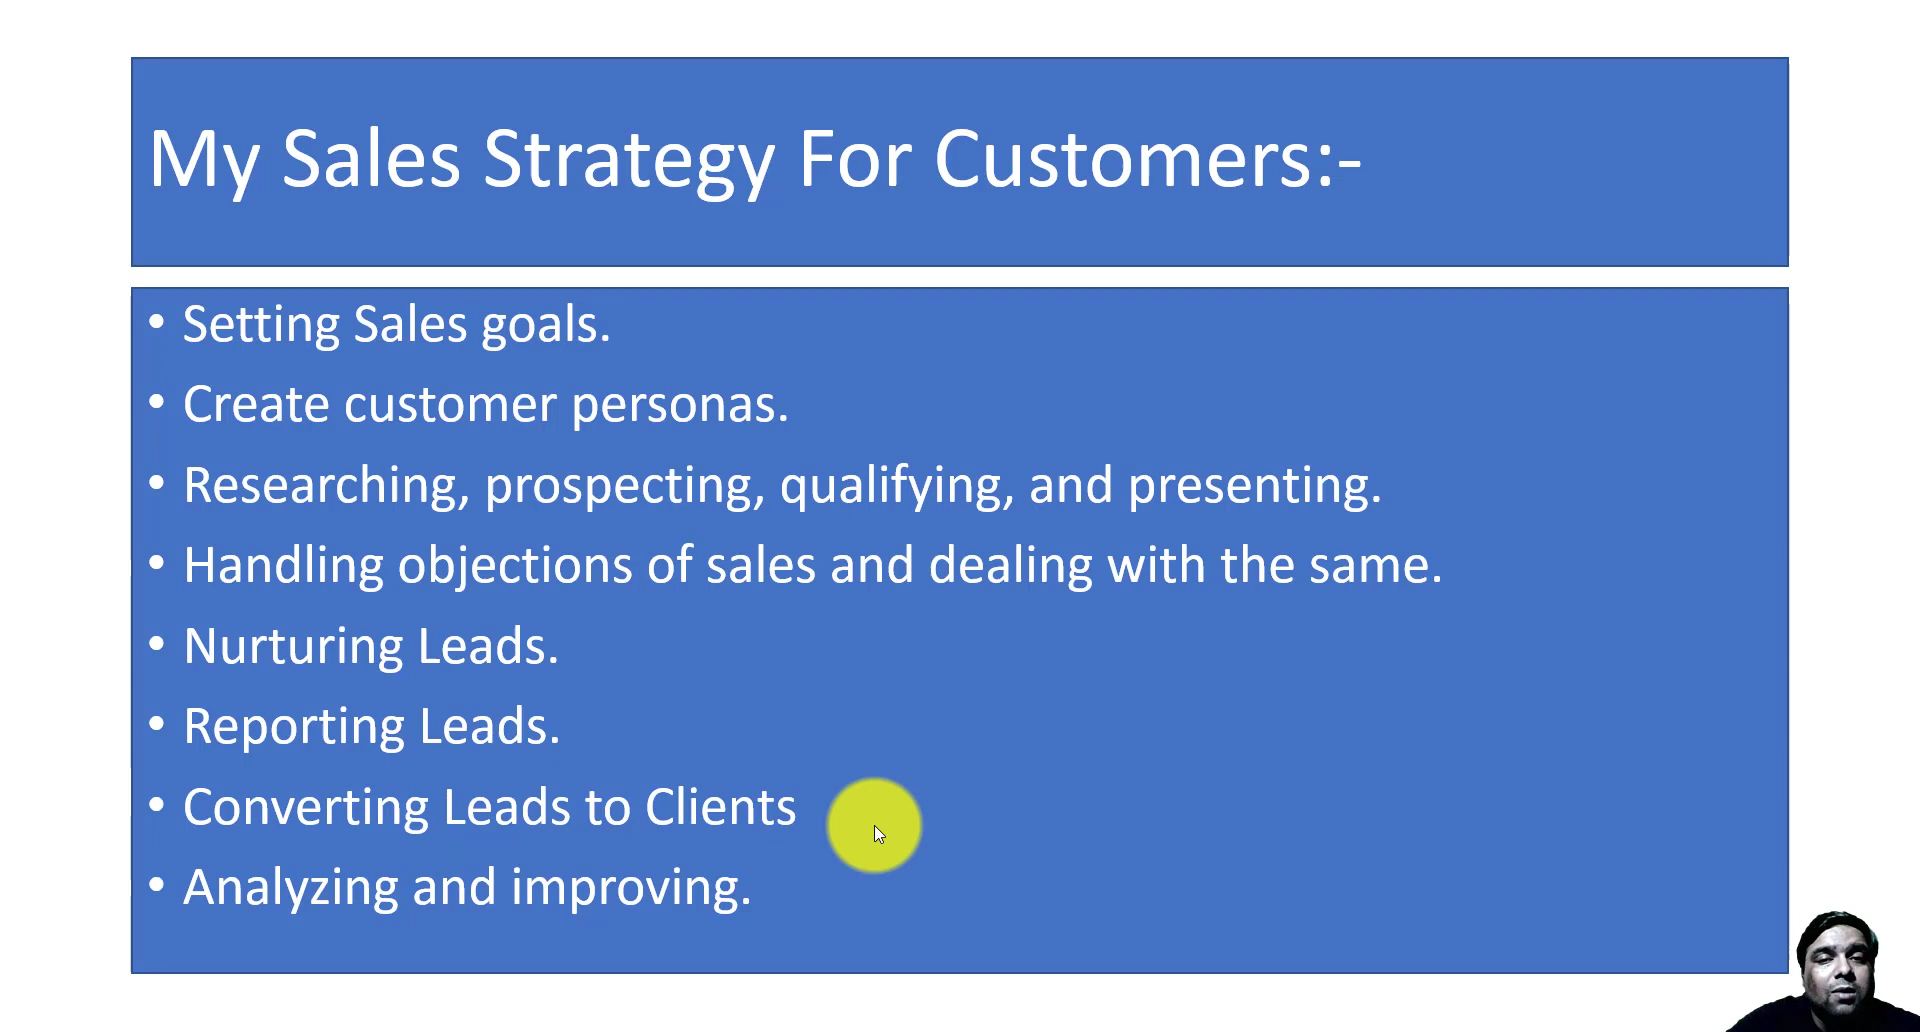 My Sales Strategy For Customers:-
• Setting Sales goals.
• Create customer personas.
• Researching, prospecting, qualifying, and presenting.
• Handling objections of sales and dealing with the same.
• Nurturing Leads.
• Reporting Leads.
• Converting Leads to Clients
• Analyzing and improving.